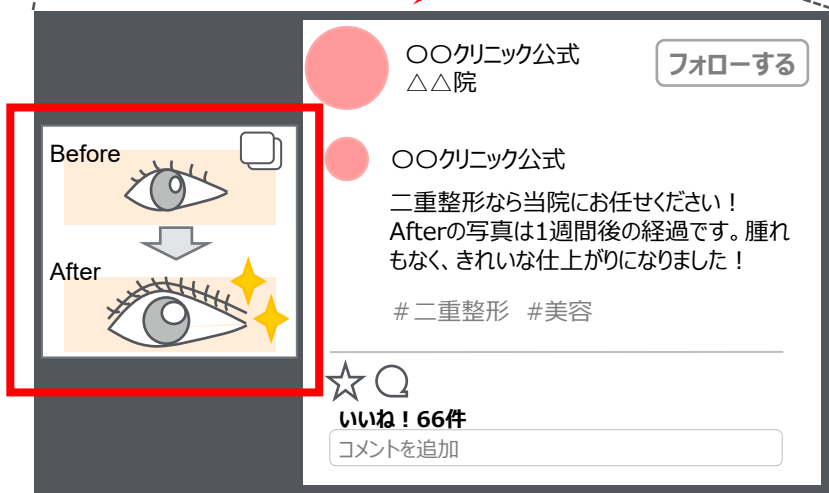 Before
After
〇〇クリニック公式
△△院
フォローする
〇〇クリニック公式
二重整形なら当院にお任せください!
Afterの写真は1週間後の経過です。腫れ
もなく、きれいな仕上がりになりました!
#二重整形 #美容
いいね!66件
コメントを追加